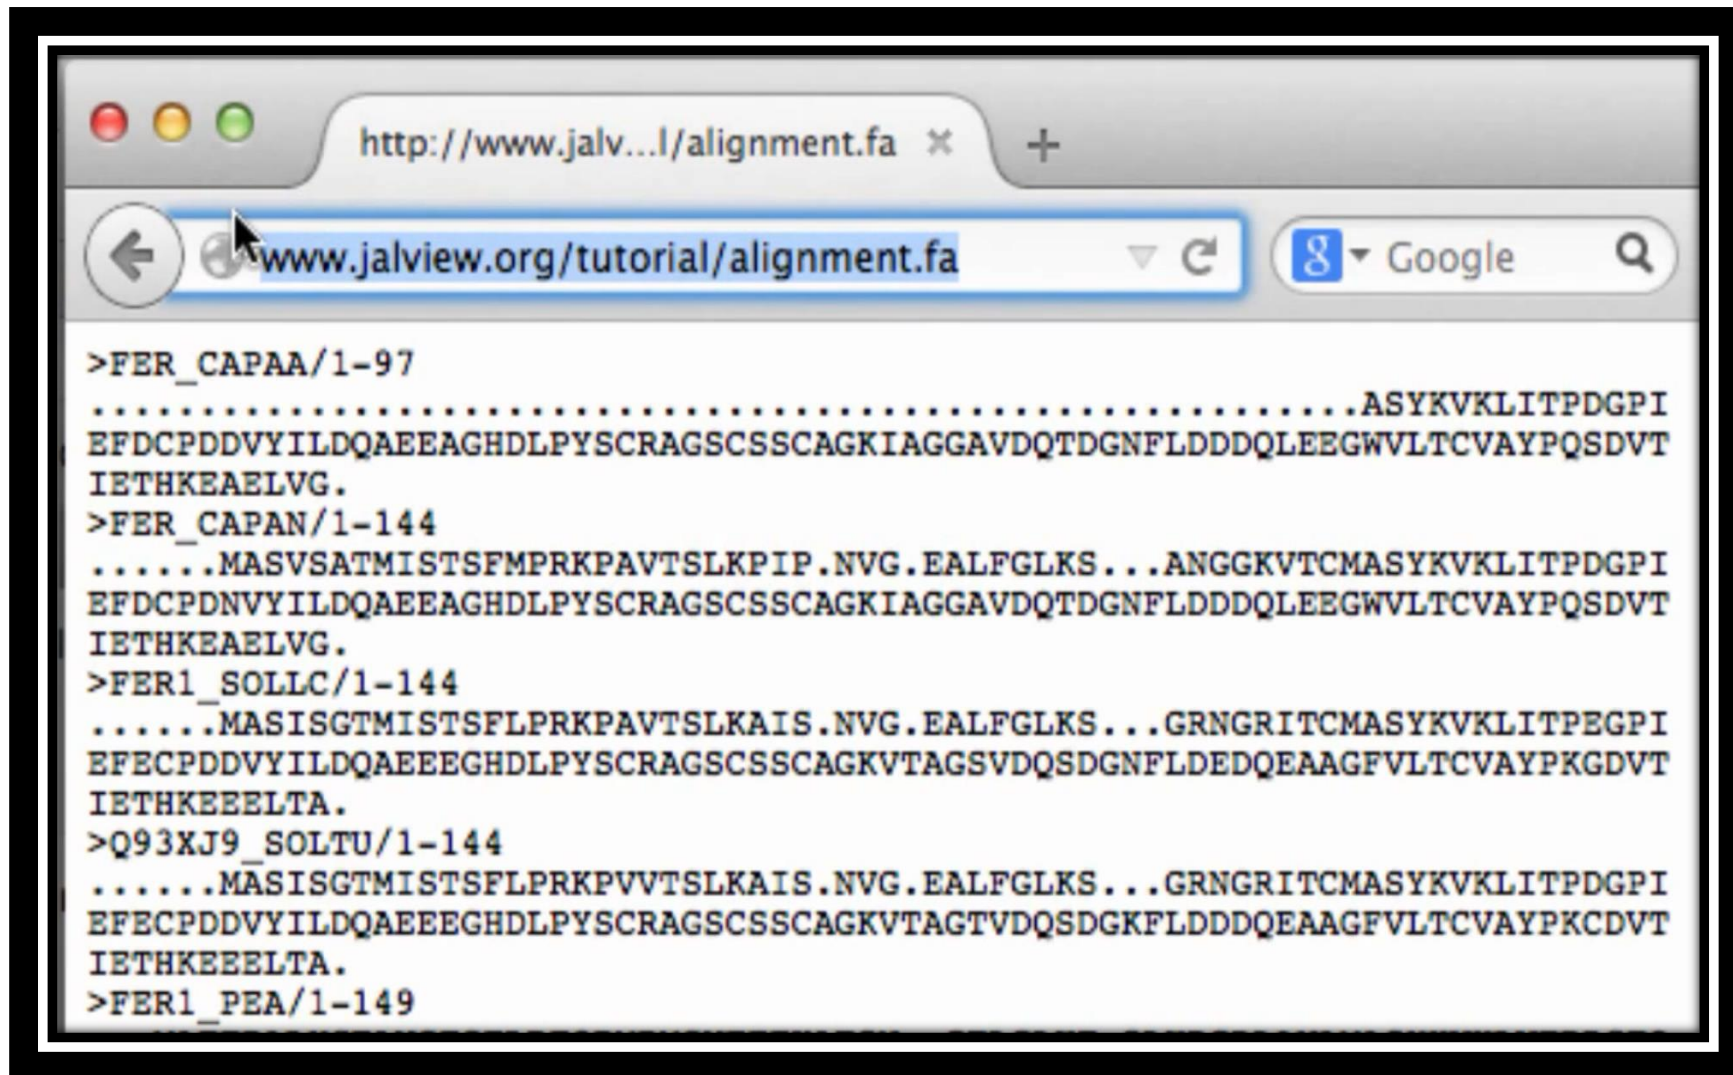 http://www.jalv...l/alignment.fa
www.jalview.org/tutorial/alignment.fa
8 Google
>FER_CAPAA/1-97
..........................................................ASYKVKLITPDGPI
EFDCPDDVYILDQAEEAGHDLPYSCRAGSCSSCAGKIAGGAVDQTDGNFLDDDQLEEGWVLTCVAYPQSDVT
IETHKEAELVG.
>FER_CAPAN/1-144
......MASVSATMISTSFMPRKPAVTSLKPIP.NVG.EALFGLKS...ANGGKVTCMASYKVKLITPDGPI
EFDCPDNVYILDQAEEAGHDLPYSCRAGSCSSCAGKIAGGAVDQTDGNFLDDDQLEEGWVLTCVAYPQSDVT
IETHKEAELVG.
>FER1_SOLLC/1-144
......MASISGTMISTSFLPRKPAVTSLKAIS.NVG.EALFGLKS...GRNGRITCMASYKVKLITPEGPI
EFECPDDVYILDQAEEEGHDLPYSCRAGSCSSCAGKVTAGSVDQSDGNFLDEDQEAAGFVLTCVAYPKGDVT
IETHKEEELTA.
>Q93XJ9_SOLTU/1-144
......MASISGTMISTSFLPRKPVVTSLKAIS.NVG.EALFGLKS...GRNGRITCMASYKVKLITPDGPI
EFECPDDVYILDQAEEEGHDLPYSCRAGSCSSCAGKVTAGTVDQSDGKFLDDDQEAAGFVLTCVAYPKCDVT
IETHKEEELTA.
>FER1_PEA/1-149